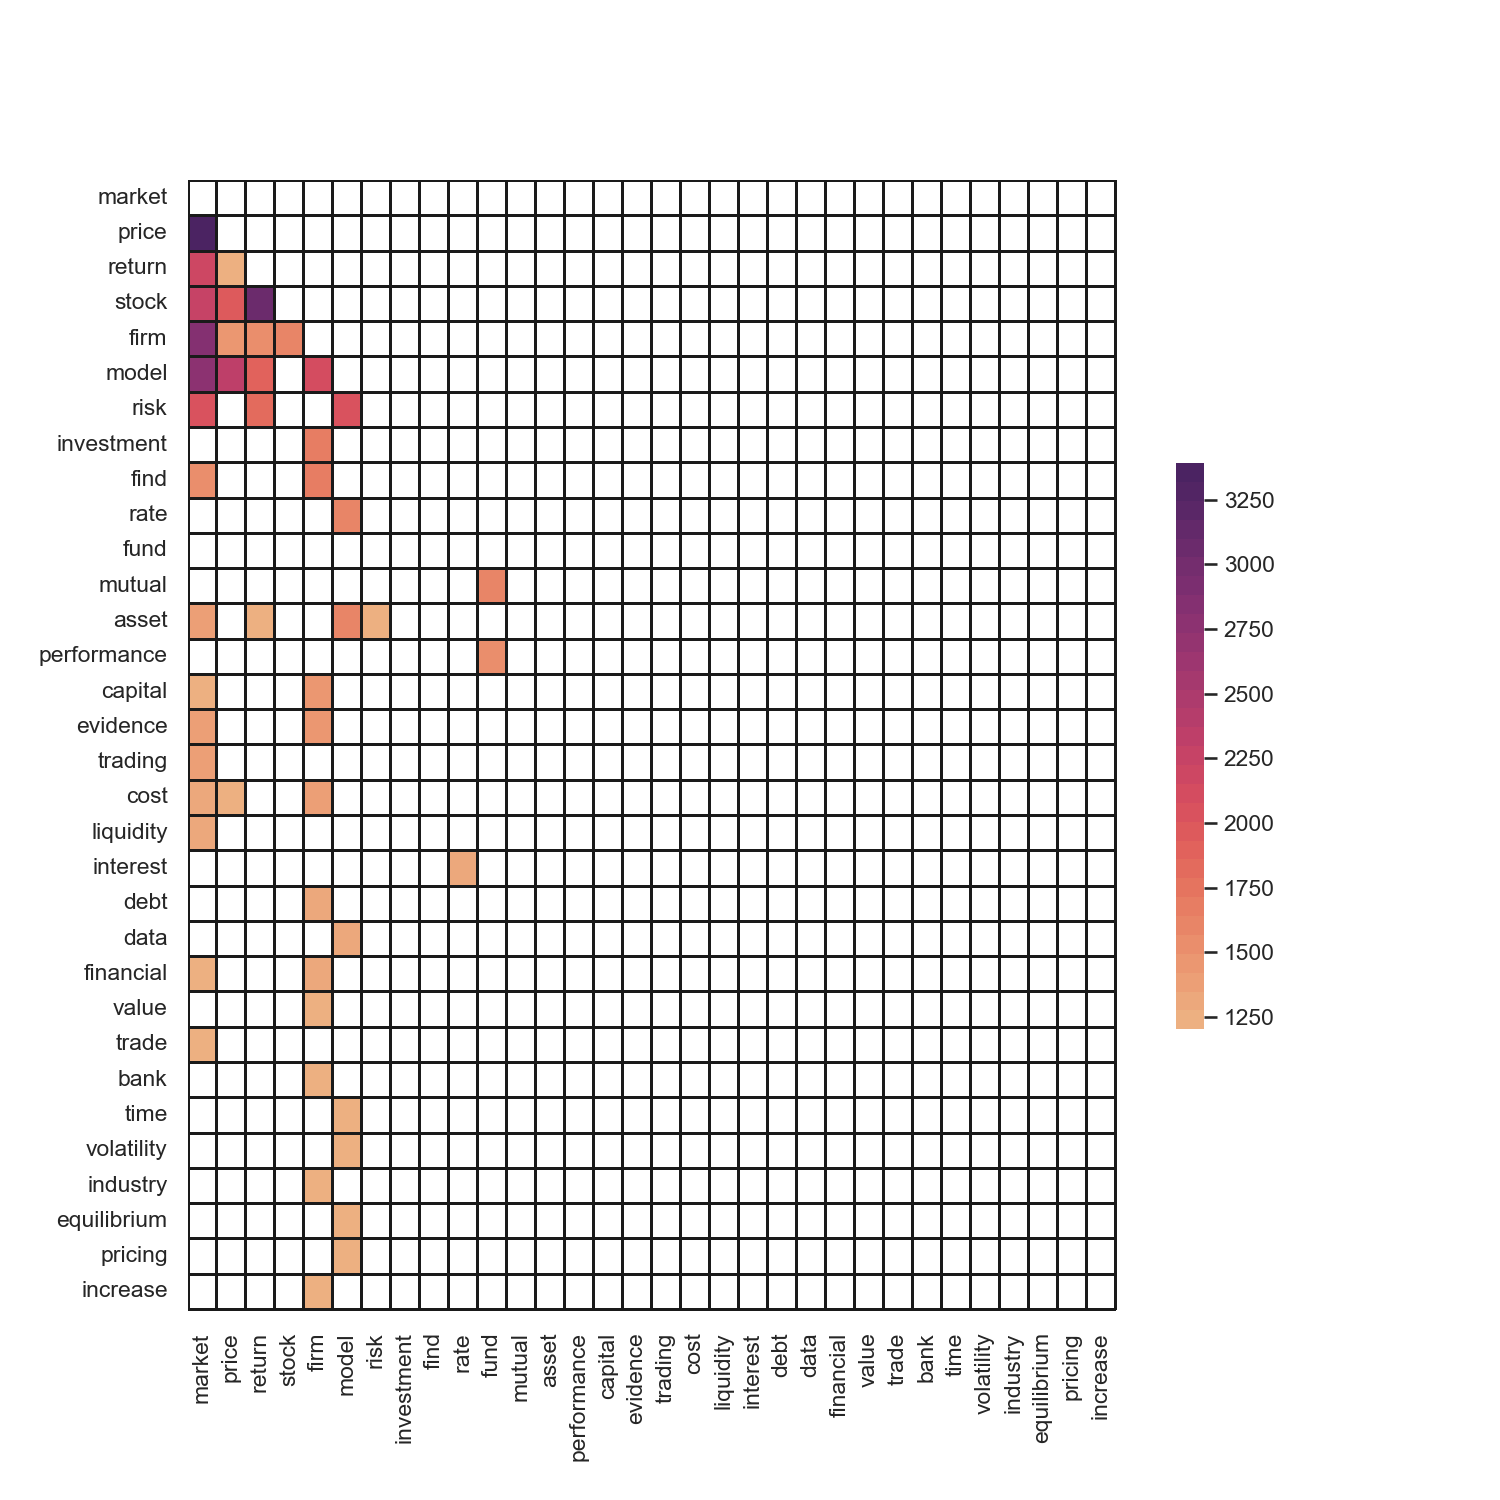 market
price
return
stock
firm
model
risk
investment
find
rate
fund
mutual
asset
performance
capital
evidence
trading
cost
liquidity
interest
debt
data
financial
value
trade
bank
time
volatility
industry
equilibrium
pricing
increase
market
price
return
stock
firm
model
risk
investment
find
rate
fund
mutual
asset
performance
capital
evidence
trading
cost
liquidity
interest
debt
data
financial
value
trade
bank
time
volatility
industry
equilibrium
pricing
increase
3250
3000
2750
2500
2250
2000
1750
1500
1250